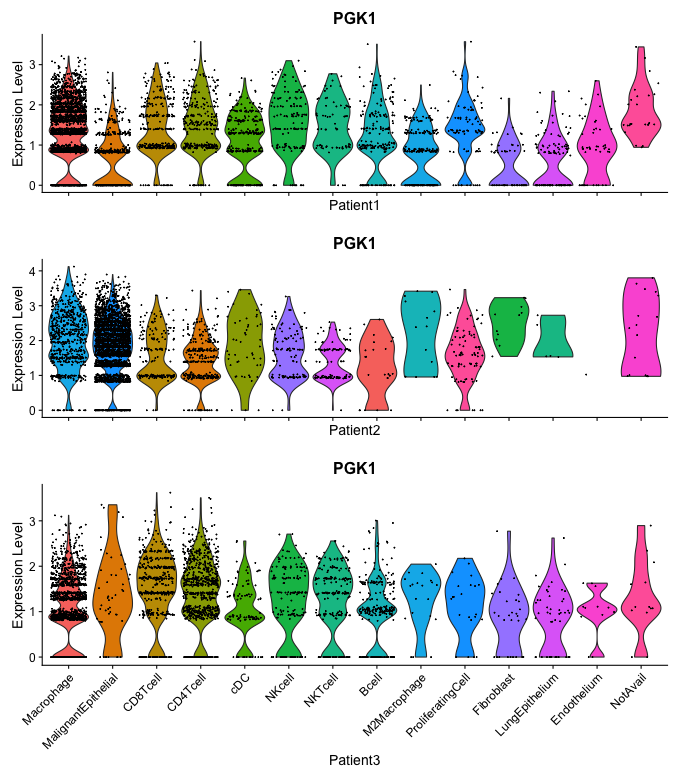 PGK1
Expression Level
3
2
1
0
Patient1
PGK1
Expression Level
4
3
2
1
0
Patient2
PGK1
Expression Level
3
2
1
0
Macrophage
MalignantEpithelial
CD8Tcell
CD4Tcell
cDC
NKcell
NKTcell
Bcell
M2Macrophage
ProliferatingCell
Fibroblast
LungEpithelium
Endothelium
NotAvail
Patient3